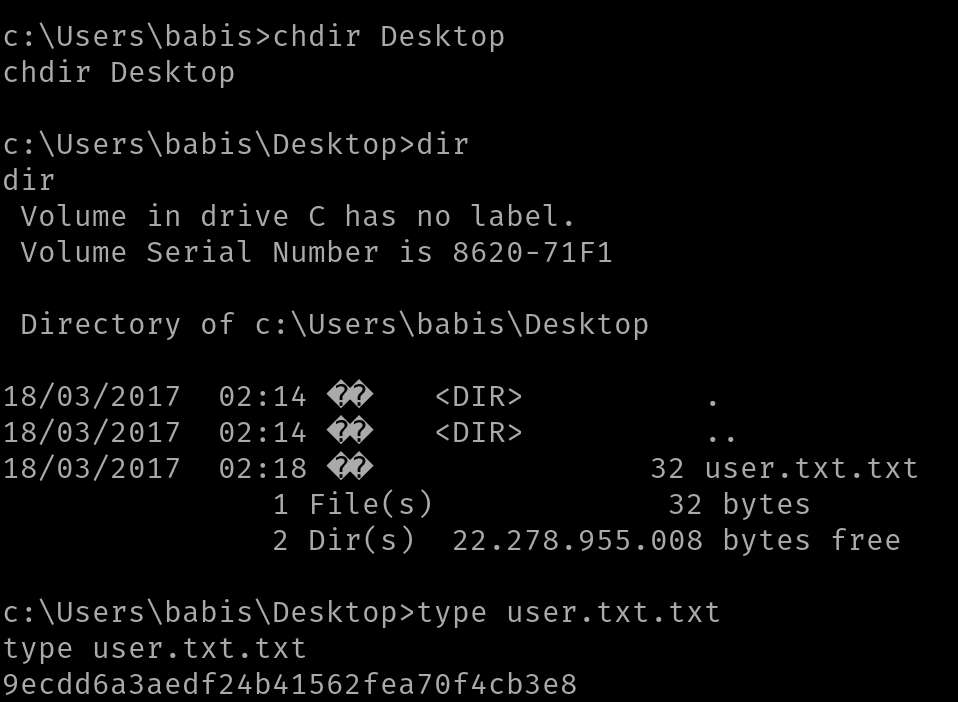 c:\Users\babis>chdir Desktop
chdir Desktop
c:\Users\babis\Desktop>dir
dir
Volume in drive C has no label.
Volume Serial Number is 8620-71F1
Directory of c:\Users\babis\Desktop
18/03/2017  02:14 ��    <DIR>          .
18/03/2017  02:14 ��    <DIR>          ..
18/03/2017  02:18 ��                32 user.txt.txt
1 File(s)             32 bytes
2 Dir(s)  22.278.955.008 bytes free
c:\Users\babis\Desktop>type user.txt.txt
type user.txt.txt
9ecdd6a3aedf24b41562fea70f4cb3e8